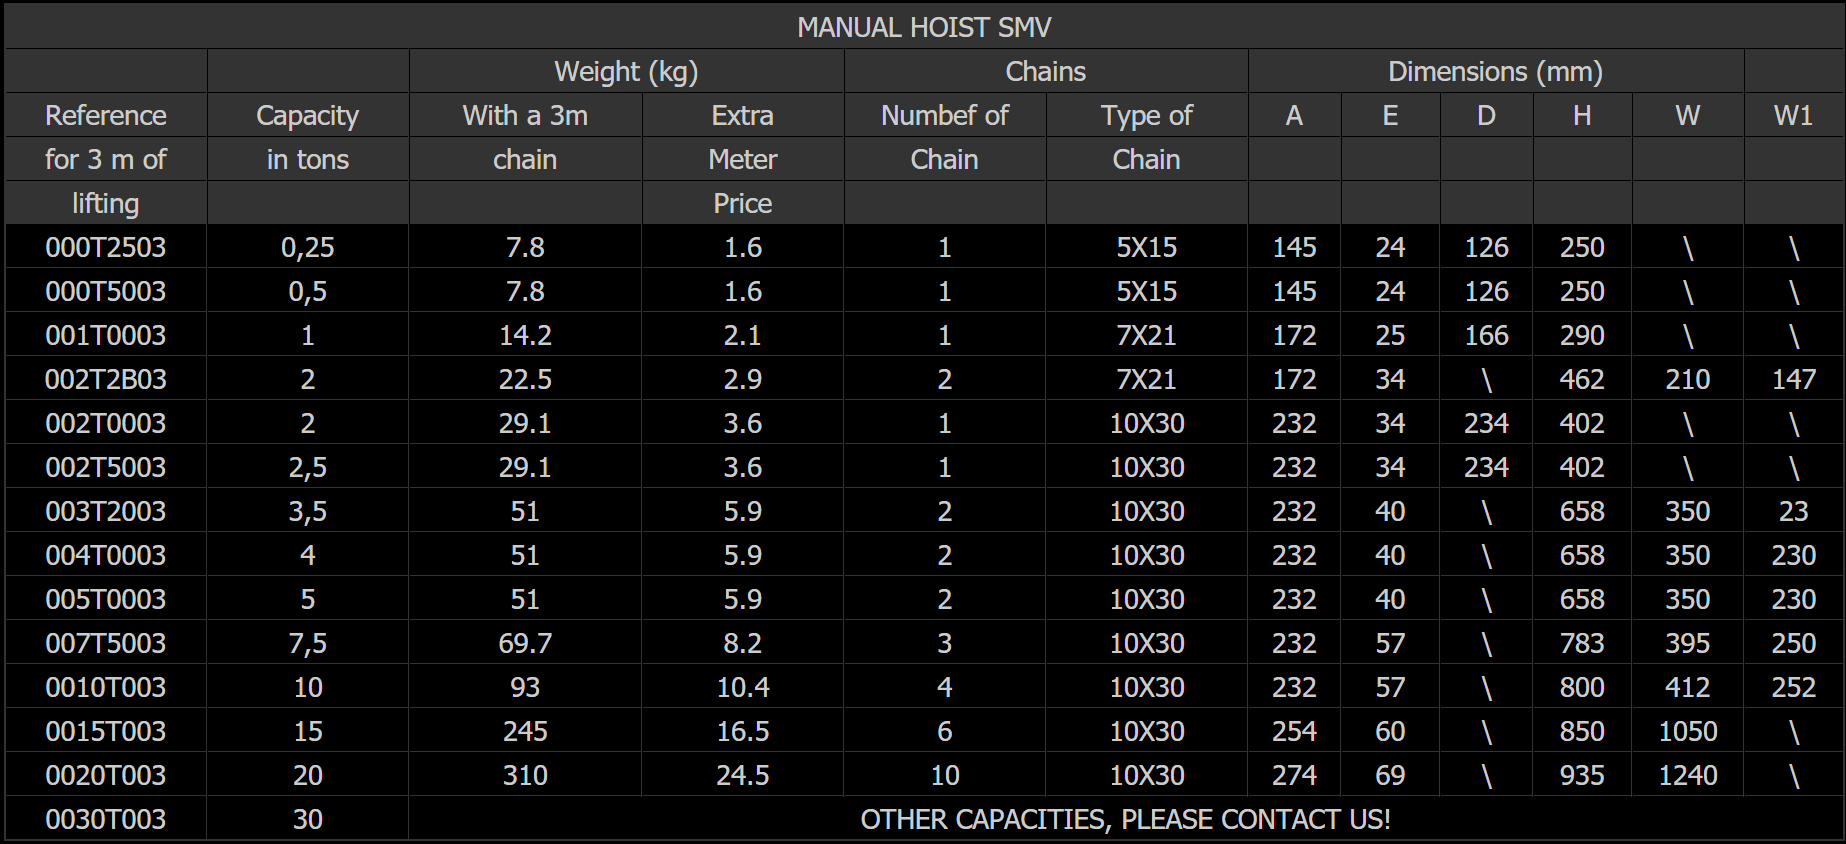 MANUAL HOIST SMV
Weight (kg) Chains Dimensions (mm)
Reference Capacity With a 3m Extra Numbef of Type of A E D H W W1
for 3 m of in tons chain Meter Chain Chain
lifting Price
000T2503 0,25 7.8 1.6 1 5X15 145 24 126 250 \ \
000T5003 0,5 7.8 1.6 1 5X15 145 24 126 250 \ \
001T0003 1 14.2 2.1 1 7X21 172 25 166 290 \ \
002T2B03 2 22.5 2.9 2 7X21 172 34 \ 462 210 147
002T0003 2 29.1 3.6 1 10X30 232 34 234 402 \ \
002T5003 2,5 29.1 3.6 1 10X30 232 34 234 402 \ \
003T2003 3,5 51 5.9 2 10X30 232 40 \ 658 350 23
004T0003 4 51 5.9 2 10X30 232 40 \ 658 350 230
005T0003 5 51 5.9 2 10X30 232 40 \ 658 350 230
007T5003 7,5 69.7 8.2 3 10X30 232 57 \ 783 395 250
0010T003 10 93 10.4 4 10X30 232 57 \ 800 412 252
0015T003 15 245 16.5 6 10X30 254 60 \ 850 1050 \
0020T003 20 310 24.5 10 10X30 274 69 \ 935 1240 \
0030T003 30 OTHER CAPACITIES, PLEASE CONTACT US!